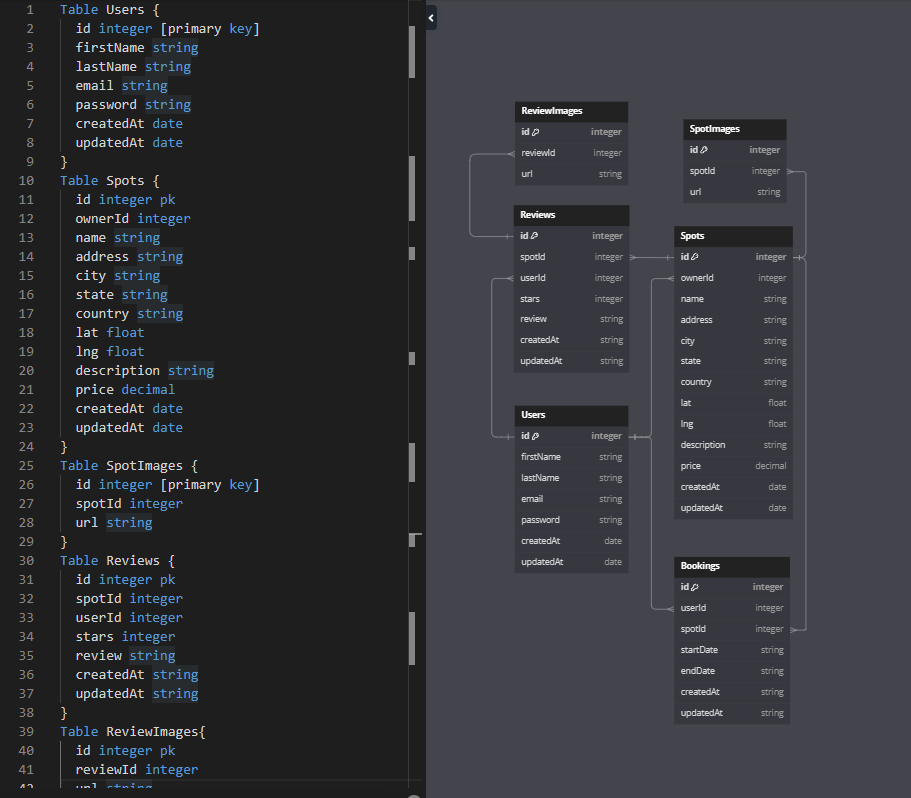 1 Table Users {
2 id integer [primary key]
3 firstName string
4 lastName string
5 email string
6 password string
7 createdAt date
8 updatedAt date
9 }
10 Table Spots {
11 id integer pk
12 ownerId integer
13 name string
14 address string
15 city string
16 state string
17 country string
18 lat float
19 lng float
20 description string
21 price decimal
22 createdAt date
23 updatedAt date
24 }
25 Table SpotImages {
26 id integer [primary key]
27 spotId integer
28 url string
29 }
30 Table Reviews {
31 id integer pk
32 spotId integer
33 userId integer
34 stars integer
35 review string
36 createdAt string
37 updatedAt string
38 }
39 Table ReviewImages{
40 id integer pk
41 reviewId integer
42 url string
ReviewImages
id integer
reviewId integer
url string
SpotImages
id integer
spotId integer
url string
Reviews
id integer
spotId integer
userId integer
stars integer
review string
createdAt string
updatedAt string
Spots
id integer
ownerId integer
name string
address string
city string
state string
country string
lat float
lng float
description string
price decimal
createdAt date
updatedAt date
Users
id integer
firstName string
lastName string
email string
password string
createdAt date
updatedAt date
Bookings
id integer
userId integer
spotId integer
startDate string
endDate string
createdAt string
updatedAt string